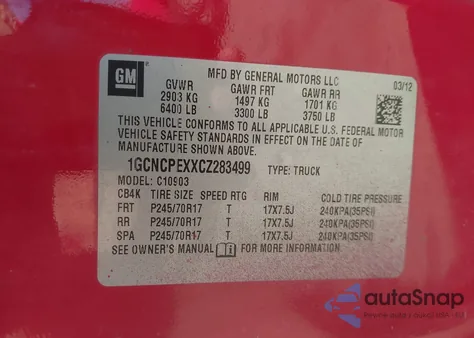 GM
MFD BY GENERAL MOTORS LLC
03/12
GVWR GAWR FRT GAWR RR
2903 KG 1497 KG 1701 KG
6400 LB 3300 LB 3750 LB
THIS VEHICLE CONFORMS TO ALL APPLICABLE U.S. FEDERAL MOTOR
VEHICLE SAFETY STANDARDS IN EFFECT ON THE DATE OF
MANUFACTURE SHOWN ABOVE.
1GCNCPEXXCZ283499 TYPE: TRUCK
MODEL: C10903
CB4K TIRE SIZE SPEED RTG RIM COLD TIRE PRESSURE
FRT P245/70R17 T 17X7.5J 240KPA(35PSI)
RR P245/70R17 T 17X7.5J 240KPA(35PSI)
SPA P245/70R17 T 17X7.5J 240KPA(35PSI)
SEE OWNER'S MANUAL FOR MORE INFORMATION.
autoSnap